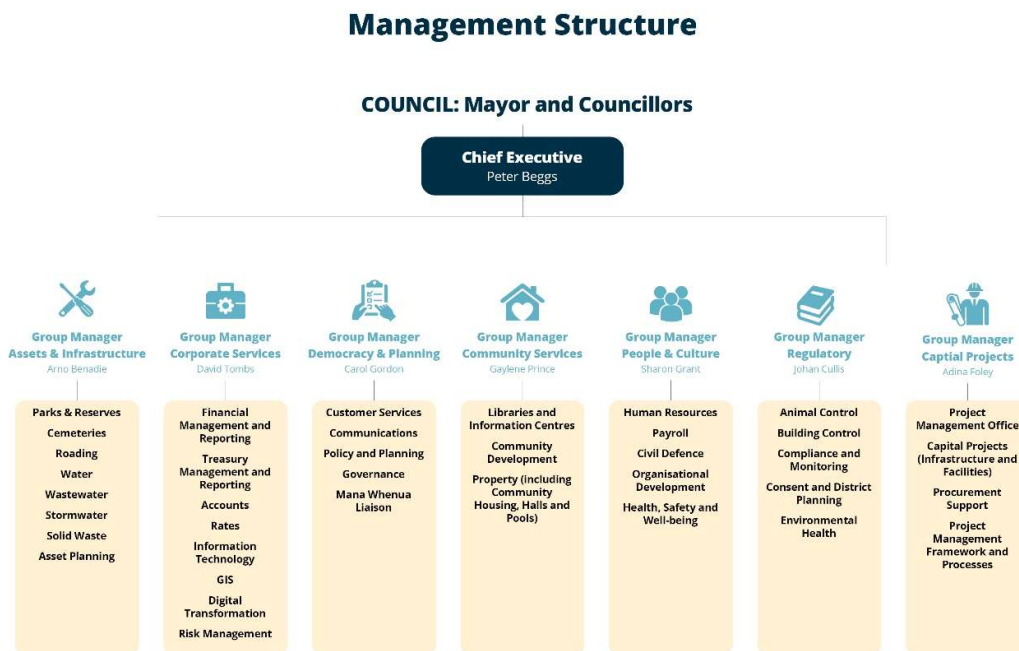 Management Structure
COUNCIL: Mayor and Councillors
Chief Executive
Peter Beggs
Group Manager
Assets & Infrastructure
Arno Benadie
Parks & Reserves
Cemeteries
Roading
Water
Wastewater
Stormwater
Solid Waste
Asset Planning
Group Manager
Corporate Services
David Tombs
Financial
Management and
Reporting
Treasury
Management and
Reporting
Accounts
Rates
Information
Technology
GIS
Digital
Transformation
Risk Management
Group Manager
Democracy & Planning
Carol Gordon
Customer Services
Communications
Policy and Planning
Governance
Mana Whenua
Liaison
Group Manager
Community Services
Gaylene Prince
Libraries and
Information Centres
Community
Development
Property (including
Community
Housing, Halls and
Pools)
Group Manager
People & Culture
Sharon Grant
Human Resources
Payroll
Civil Defence
Organisational
Development
Health, Safety and
Well-being
Group Manager
Regulatory
Johan Cullis
Animal Control
Building Control
Compliance and
Monitoring
Consent and District
Planning
Environmental
Health
Group Manager
Captial Projects
Adina Foley
Project
Management Office
Capital Projects
(Infrastructure and
Facilities)
Procurement
Support
Project
Management
Framework and
Processes